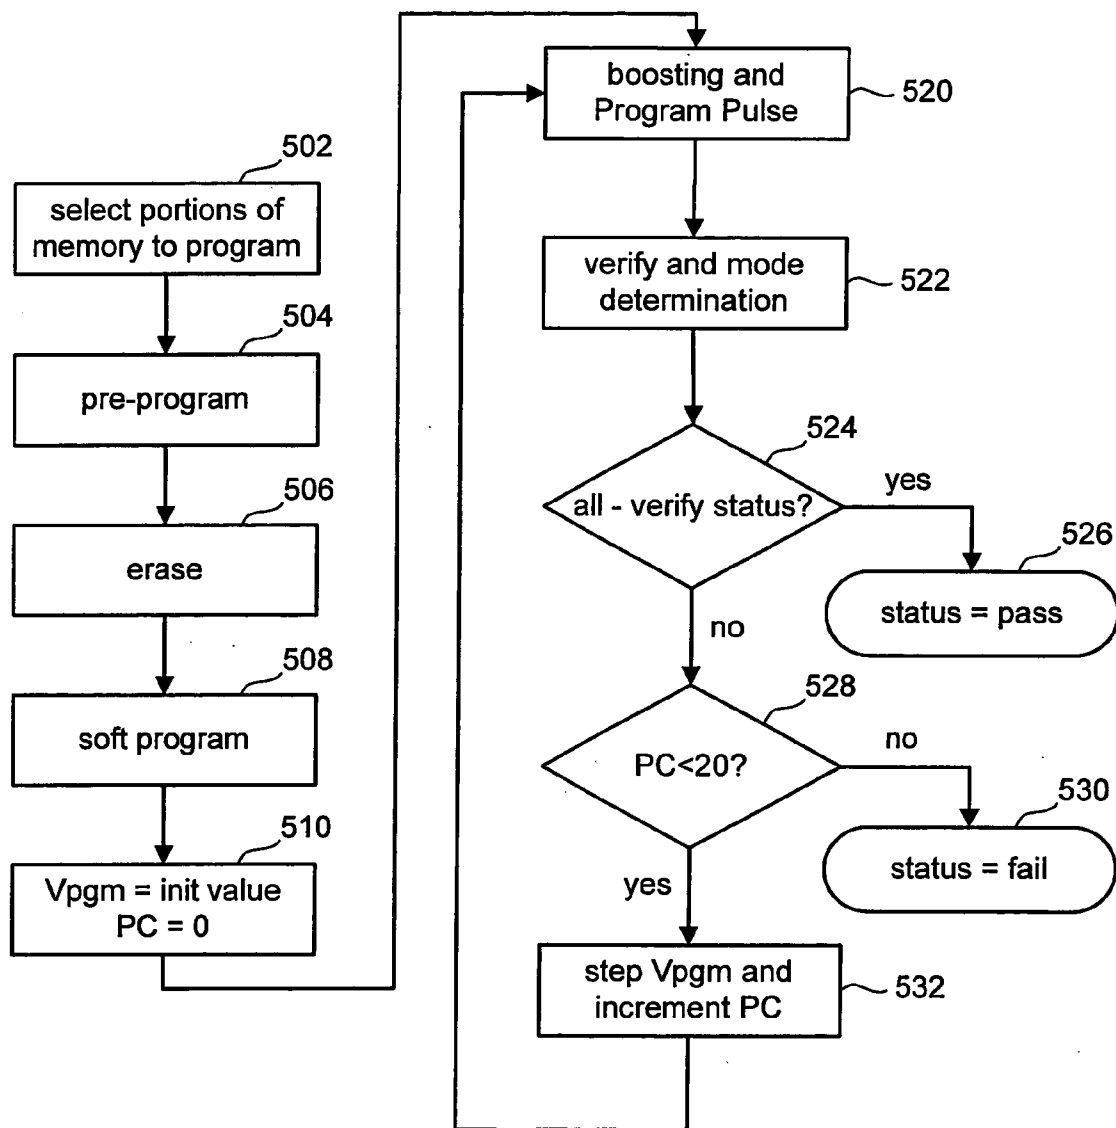 502
select portions of
memory to program
504
pre-program
506
erase
508
soft program
510
Vpgm = init value
PC = 0
boosting and
Program Pulse
520
verify and mode
determination
522
524
all - verify status?
yes
526
status = pass
no
528
PC<20?
no
530
status = fail
yes
step Vpgm and
increment PC
532